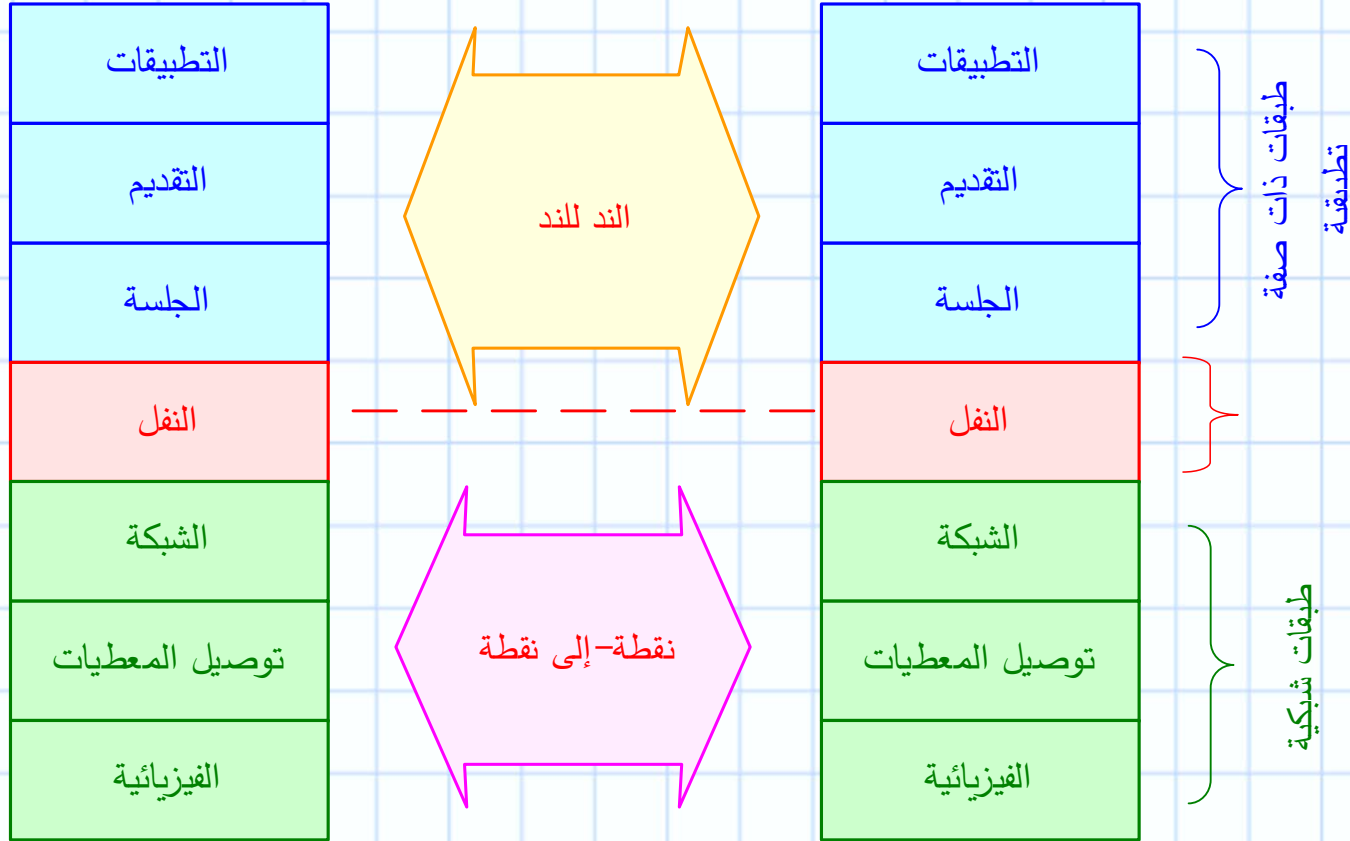 التطبيقات
التقديم
الجلسة
النفل
الشبكة
توصيل المعطيات
الفيزيائية
الند للند
نقطة-إلى نقطة
التطبيقات
التقديم
الجلسة
النفل
الشبكة
توصيل المعطيات
الفيزيائية
طبقات ذات صفة
تطبيقية
طبقات شبكية